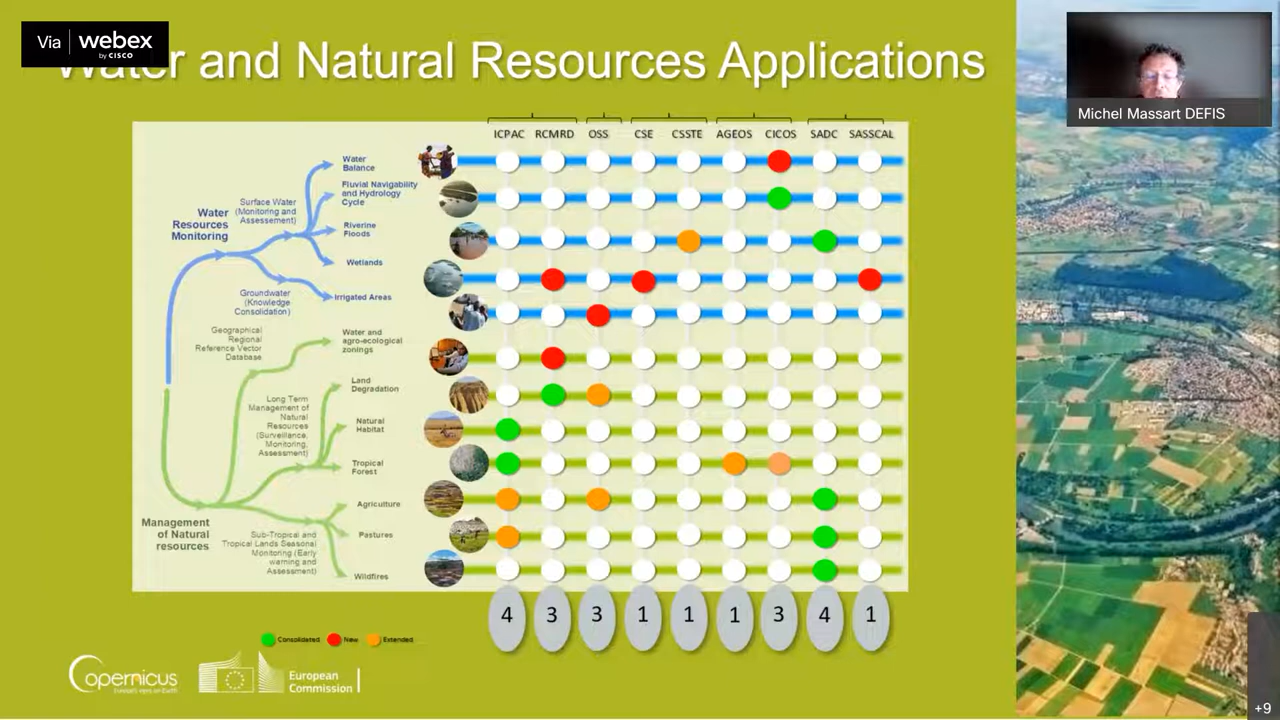 Via webex
by CISCO
Water and Natural Resources Applications
Michel Massart DEFIS
ICPAC RCMRD OSS CSE CSSTE AGEOS CICOS SADC SASSCAL
Water
Balance
Fluvial Navigability
and Hydrology
Cycle
Surface Water
(Monitoring and
Assessment)
Water
Resources
Monitoring
Riverine
Floods
Wetlands
Groundwater
(Knowledge
Consolidation)
Irrigated Areas
Geographical
Regional
Reference Vector
Database
Water and
agro-ecological
zonings
Land
Degradation
Long Term
Management of
Natural
Resources
(Surveillance,
Monitoring,
Assessment)
Natural
Habitat
Tropical
Forest
Agriculture
Management
of Natural
resources
Sub-Tropical and
Tropical Lands Seasonal
Monitoring (Early
warning and
Assessment)
Pastures
Wildfires
4 3 3 1 1 1 3 4 1
Consolidated New Extended
opernicus
Europe's eyes on Earth
European
Commission
+9